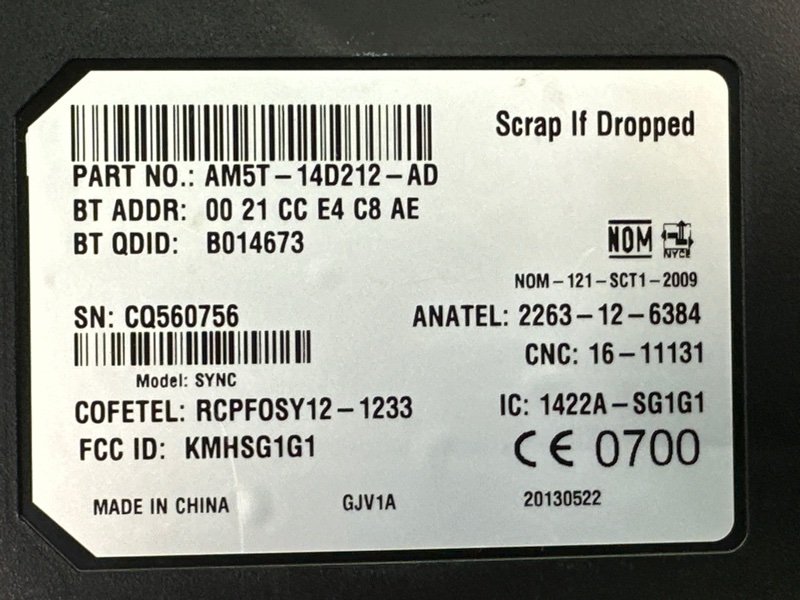 Scrap If Dropped
PART NO.: AM5T-14D212-AD
BT ADDR: 00 21 CC E4 C8 AE
BT QDID: B014673
NOM
NYCE
NOM-121-SCT1-2009
SN: CQ560756
ANATEL: 2263-12-6384
CNC: 16-11131
Model: SYNC
COFETEL: RCPFOSY12-1233
IC: 1422A-SG1G1
FCC ID: KMHSG1G1
CE 0700
MADE IN CHINA
GJV1A
20130522